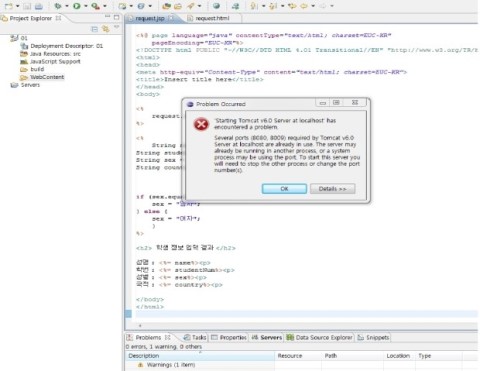 Project Explorer
request.jsp
request.html
01
Deployment Descriptor: 01
Java Resources: src
JavaScript Support
build
WebContent
Servers
<%@ page language="java" contentType="text/html; charset=EUC-KR"
pageEncoding="EUC-KR"%>
<!DOCTYPE html PUBLIC "-//W3C//DTD HTML 4.01 Transitional//EN" "http://www.w3.org/TR/h
<html>
<head>
<meta http-equiv="Content-Type" content="text/html; charset=EUC-KR">
<title>Insert title here</title>
</head>
<body>
<%
request.
%>
<%
String
String stude
String sex =
String count
if (sex.equa
sex = "남자";
} else {
sex = "여자";
}
%>
<h2> 학생 정보 입력 결과 </h2>
성명 : <%= name%><p>
학번 : <%= studentNum%><p>
성별 : <%= sex%><p>
국적 : <%= country%><p>
</body>
</html>
Problem Occurred
'Starting Tomcat v6.0 Server at localhost' has
encountered a problem.
Several ports (8080, 8009) required by Tomcat v6.0
Server at localhost are already in use. The server may
already be running in another process, or a system
process may be using the port. To start this server you
will need to stop the other process or change the port
number(s).
OK
Details >>
Problems
Tasks
Properties
Servers
Data Source Explorer
Snippets
0 errors, 1 warning, 0 others
Description
Resource
Path
Location
Type
Warnings (1 item)